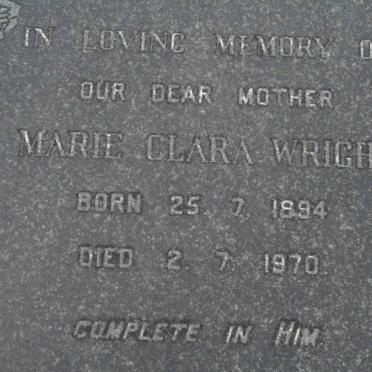 IN LOVING MEMORY O
OUR DEAR MOTHER
MARIE CLARA WRIGH
BORN 25. 7. 1894
DIED 2. 7. 1970.
COMPLETE IN HIM.